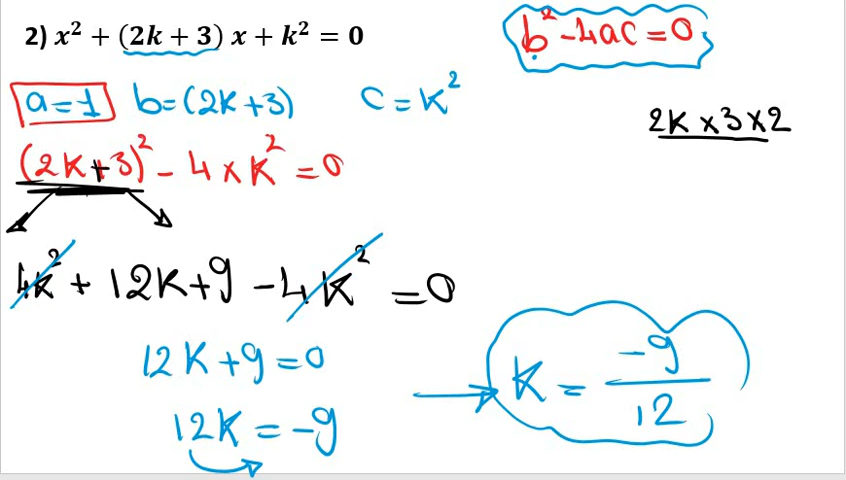 2) x² + (2k + 3) x + k² = 0
b² - 4ac = 0
a = 1 b = (2K + 3) c = K²
2K × 3 × 2
(2K + 3)² - 4 × K² = 0
4K² + 12K + 9 - 4K² = 0
12K + 9 = 0
12K = -9
K = -9/12